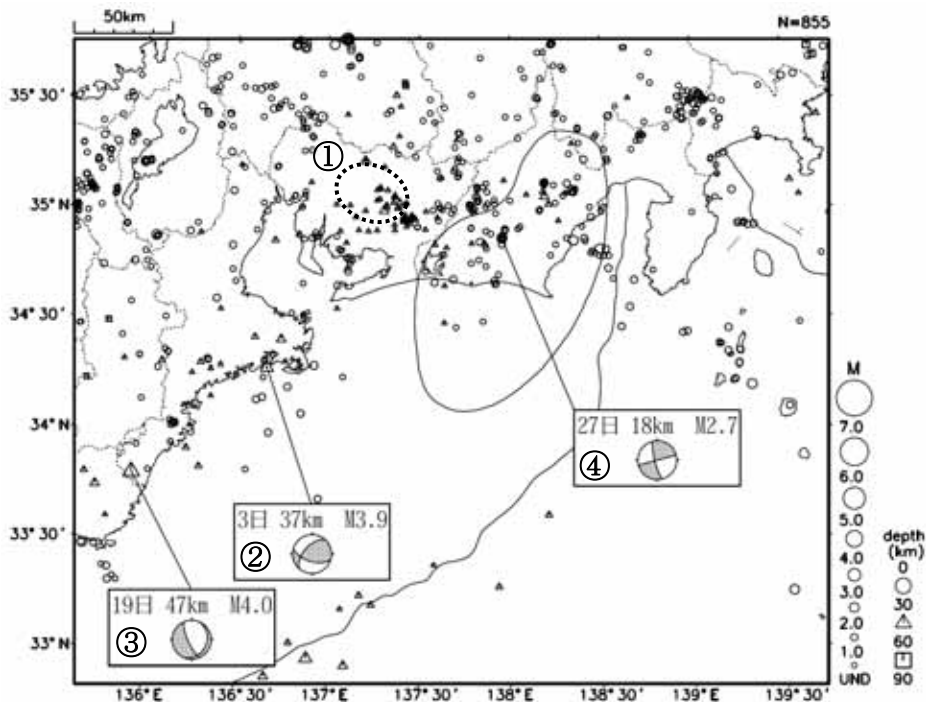 50km
N=855
35° 30'
35°N
34° 30'
34°N
33° 30'
33°N
①
27日 18km M2.7
④
3日 37km M3.9
②
19日 47km M4.0
③
M
7.0
6.0
5.0
4.0
3.0
2.0
1.0
UND
depth
(km)
0
30
60
90
136°E
136° 30'
137°E
137° 30'
138°E
138° 30'
139°E
139° 30'